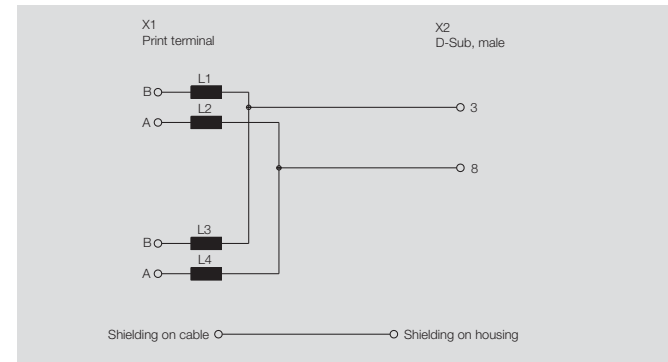 X1
Print terminal
X2
D-Sub, male
L1
B
L2
3
A
8
L3
B
L4
A
Shielding on cable
Shielding on housing